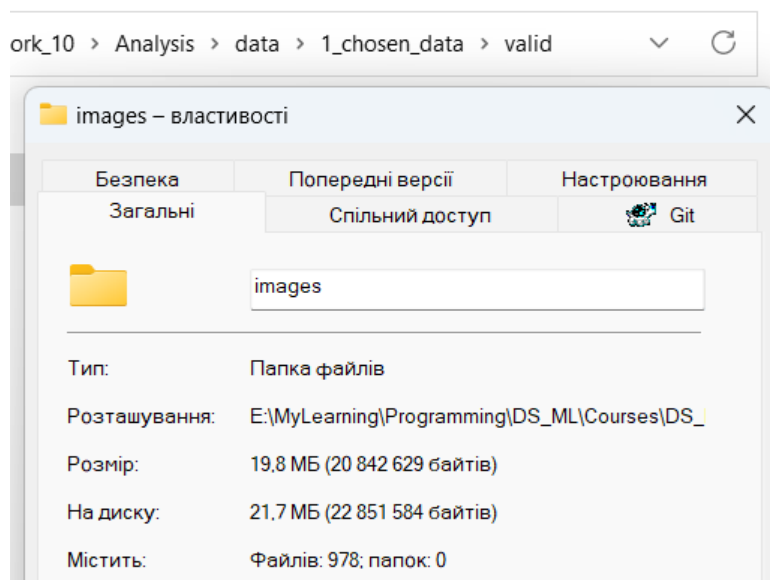 ork_10 > Analysis > data > 1_chosen_data > valid
images – властивості
Безпека Попередні версії Настроювання
Загальні Спільний доступ Git
images
Тип: Папка файлів
Розташування: E:\MyLearning\Programming\DS_ML\Courses\DS_
Розмір: 19,8 МБ (20 842 629 байтів)
На диску: 21,7 МБ (22 851 584 байтів)
Містить: Файлів: 978; папок: 0